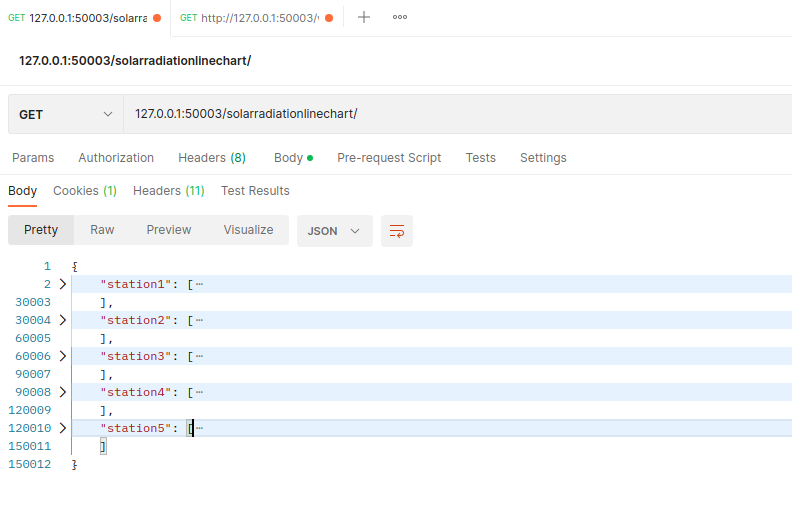 GET 127.0.0.1:50003/solarra GET http://127.0.0.1:50003/
127.0.0.1:50003/solarradiationlinechart/
GET 127.0.0.1:50003/solarradiationlinechart/
Params Authorization Headers (8) Body Pre-request Script Tests Settings
Body Cookies (1) Headers (11) Test Results
Pretty Raw Preview Visualize JSON
1 {
2 "station1": [⋯
30003 ],
30004 "station2": [⋯
60005 ],
60006 "station3": [⋯
90007 ],
90008 "station4": [⋯
120009 ],
120010 "station5": [⋯
150011 ]
150012 }